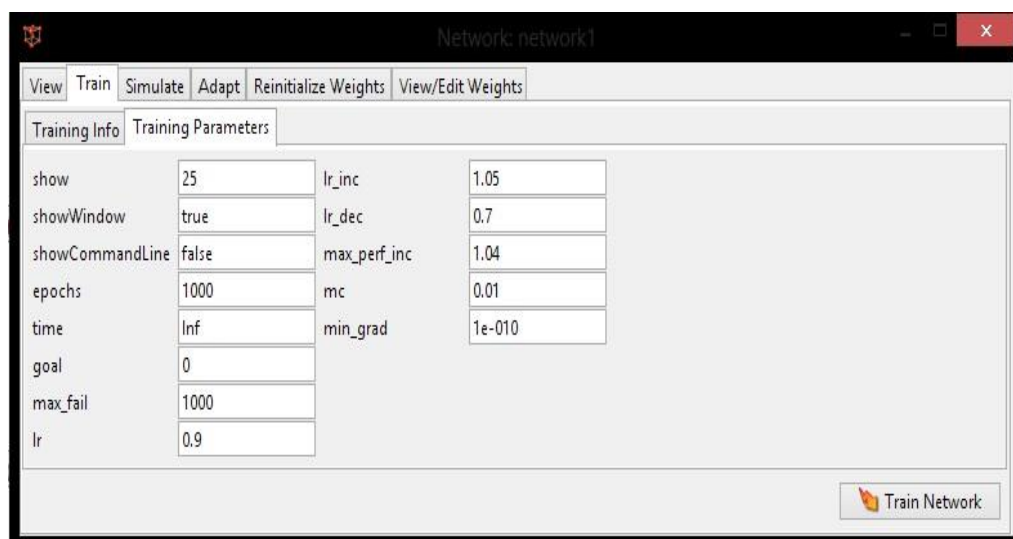 Network: network1
View Train Simulate Adapt Reinitialize Weights View/Edit Weights
Training Info Training Parameters
show 25 lr_inc 1.05
showWindow true lr_dec 0.7
showCommandLine false max_perf_inc 1.04
epochs 1000 mc 0.01
time Inf min_grad 1e-010
goal 0
max_fail 1000
lr 0.9
Train Network